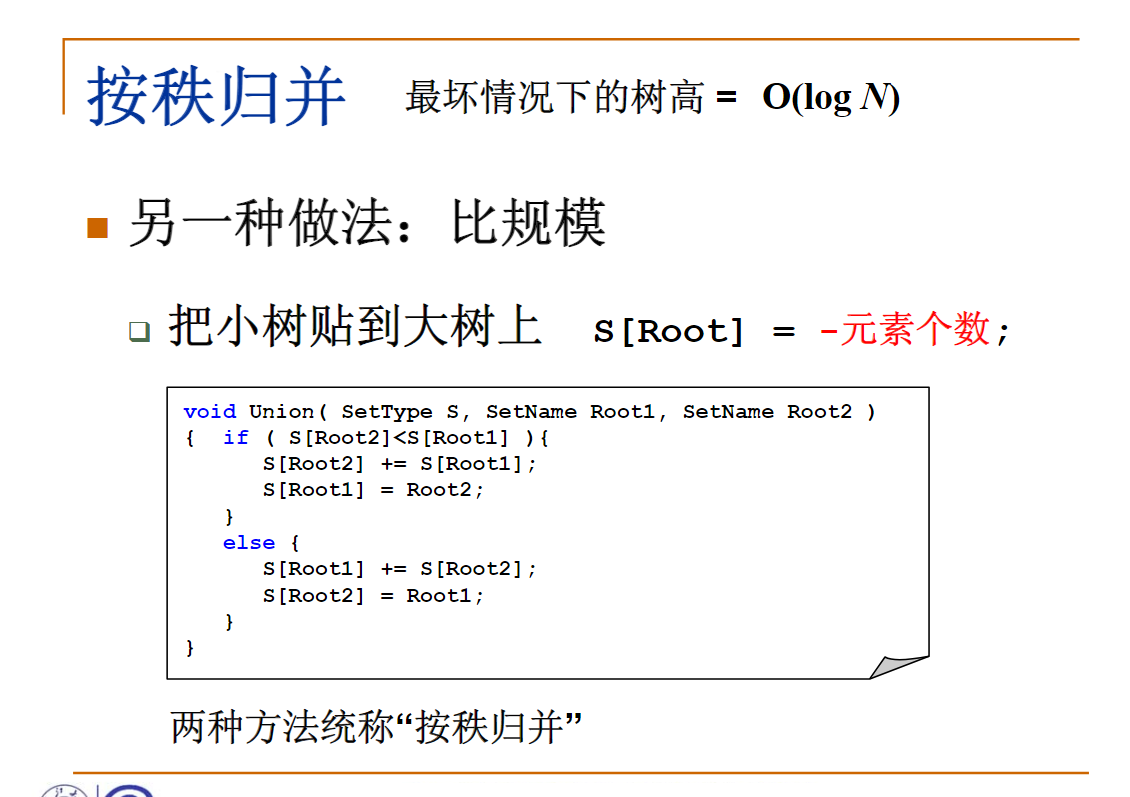 按秩归并 最坏情况下的树高 = O(log N)
另一种做法：比规模
把小树贴到大树上 S[Root] = -元素个数;
void Union( SetType S, SetName Root1, SetName Root2 )
{ if ( S[Root2]<S[Root1] ){
S[Root2] += S[Root1];
S[Root1] = Root2;
}
else {
S[Root1] += S[Root2];
S[Root2] = Root1;
}
}
两种方法统称“按秩归并”